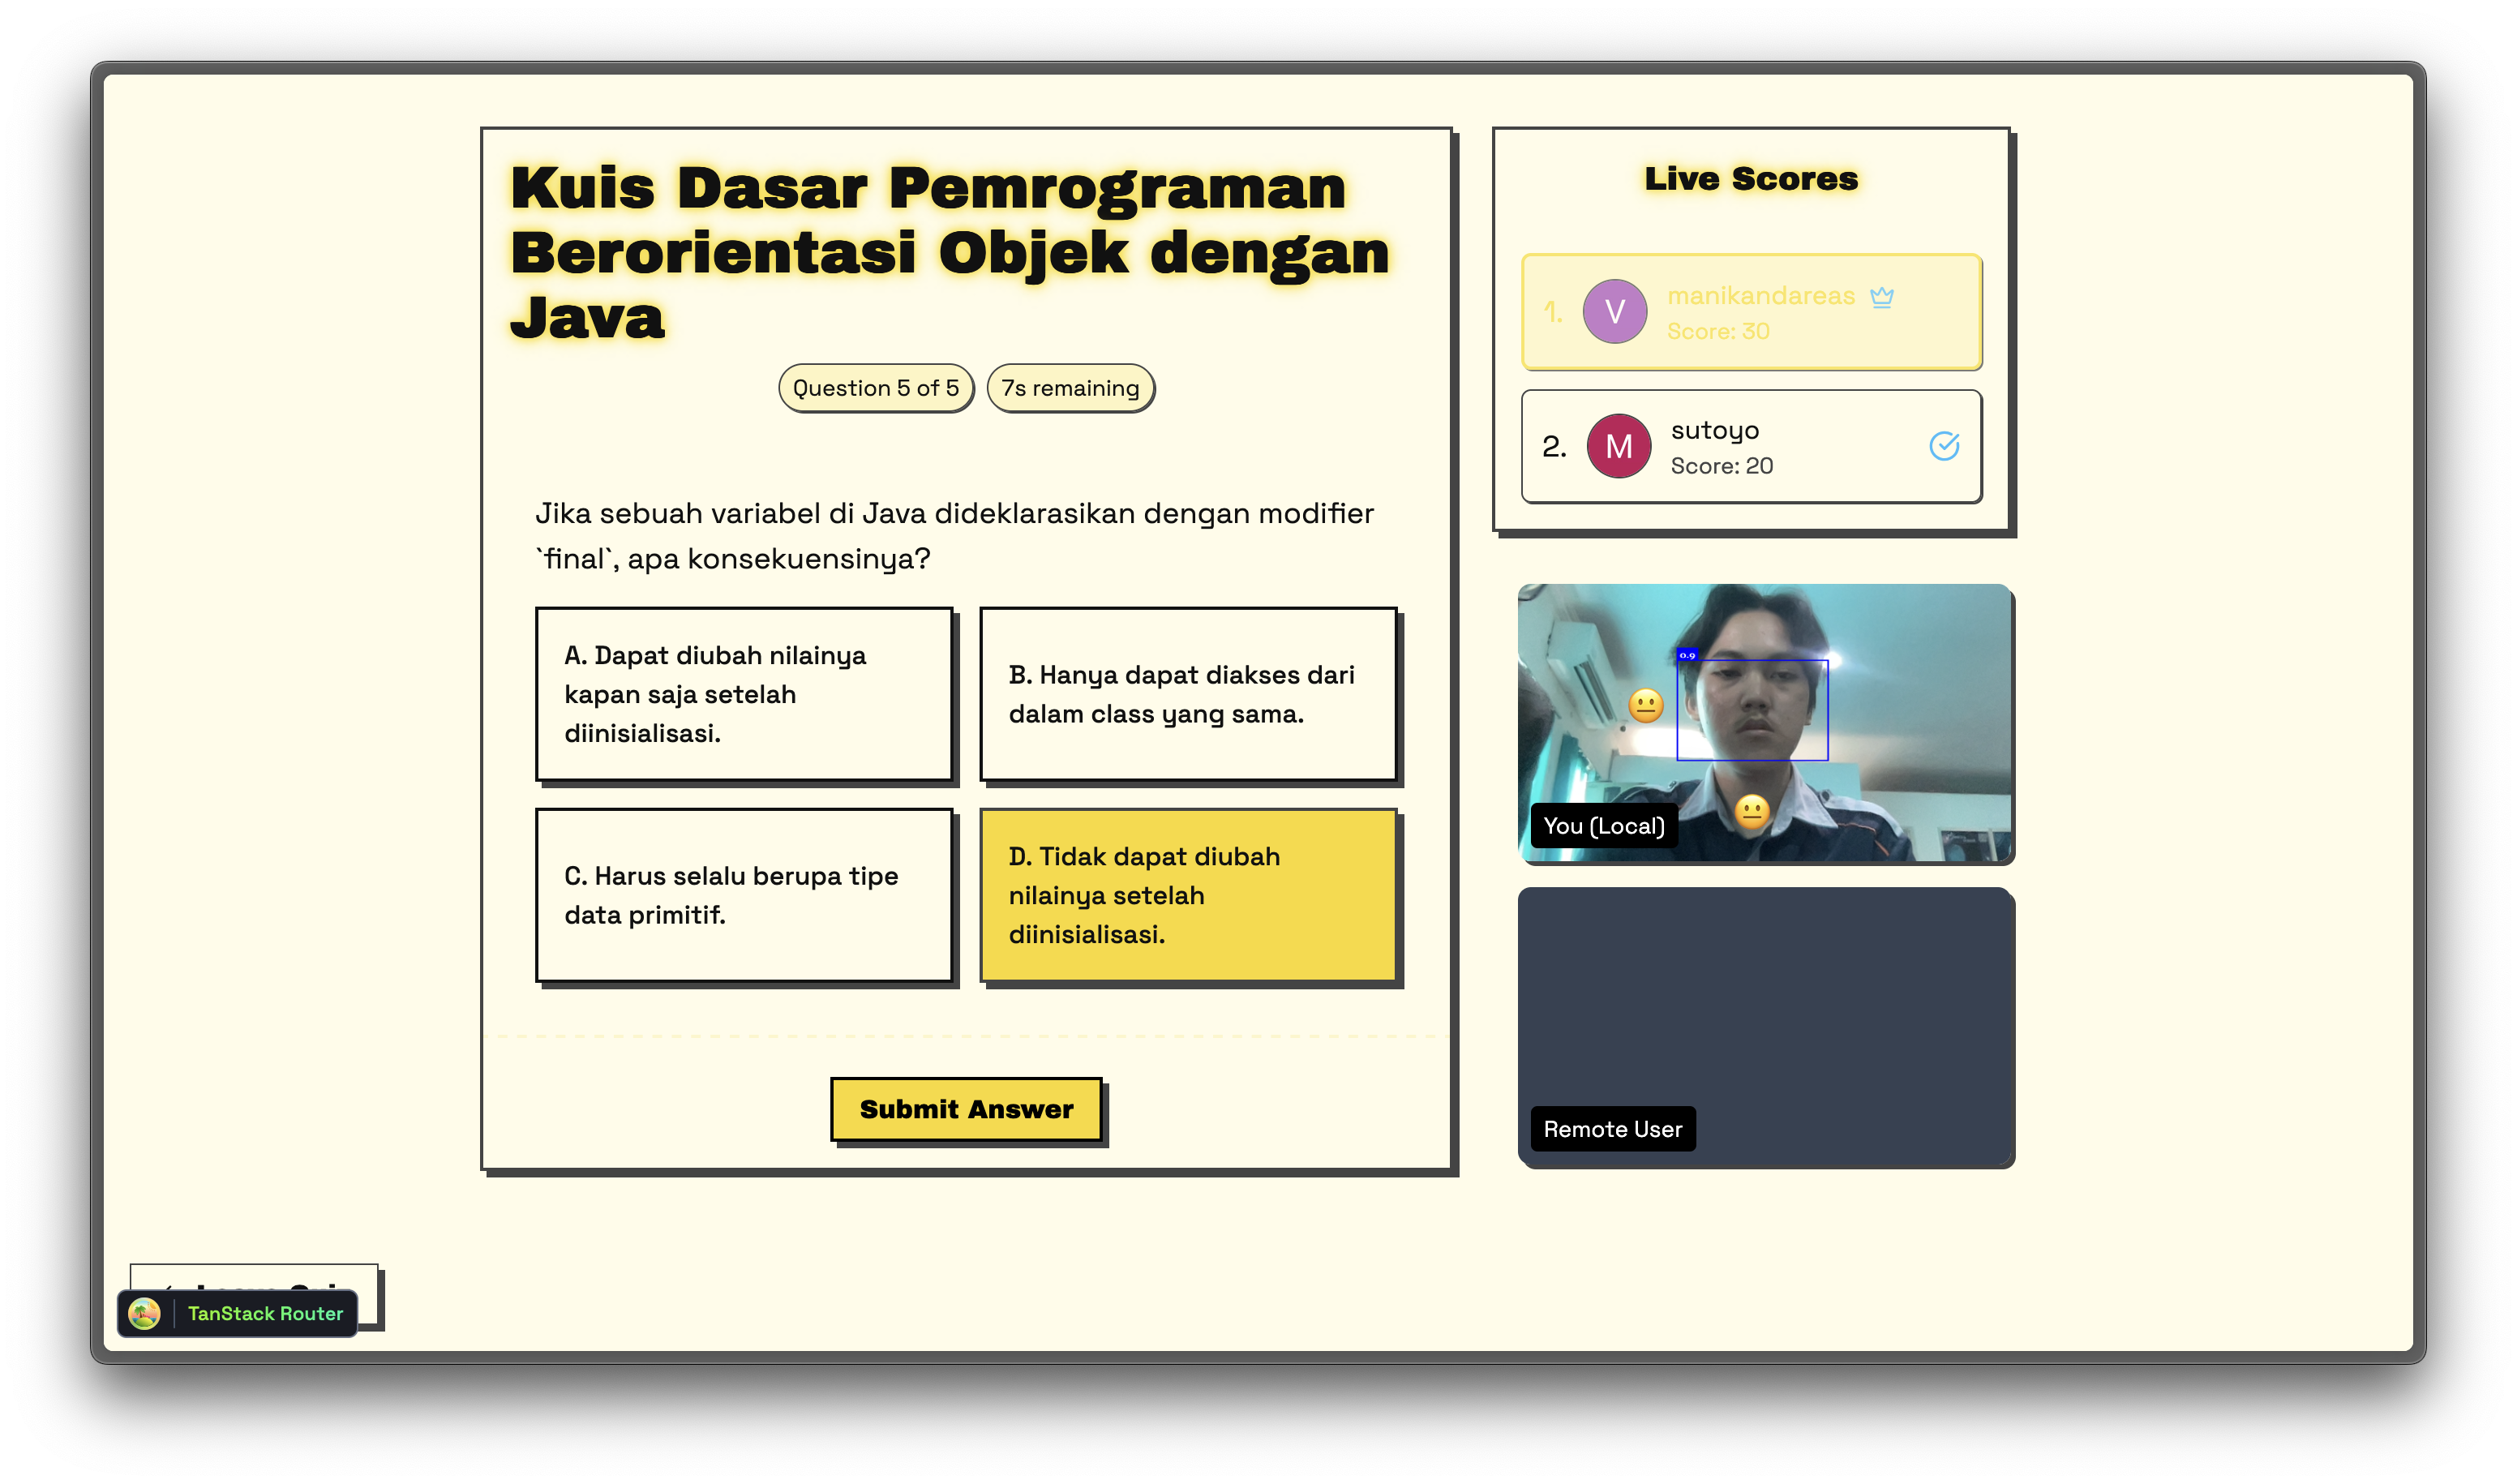 Kuis Dasar Pemrograman
Berorientasi Objek dengan
Java
Question 5 of 5
7s remaining
Jika sebuah variabel di Java dideklarasikan dengan modifier
`final`, apa konsekuensinya?
A. Dapat diubah nilainya
kapan saja setelah
diinisialisasi.
B. Hanya dapat diakses dari
dalam class yang sama.
C. Harus selalu berupa tipe
data primitif.
D. Tidak dapat diubah
nilainya setelah
diinisialisasi.
Submit Answer
Live Scores
1.
V
manikandareas
Score: 30
2.
M
sutoyo
Score: 20
0.9
You (Local)
Remote User
TanStack Router